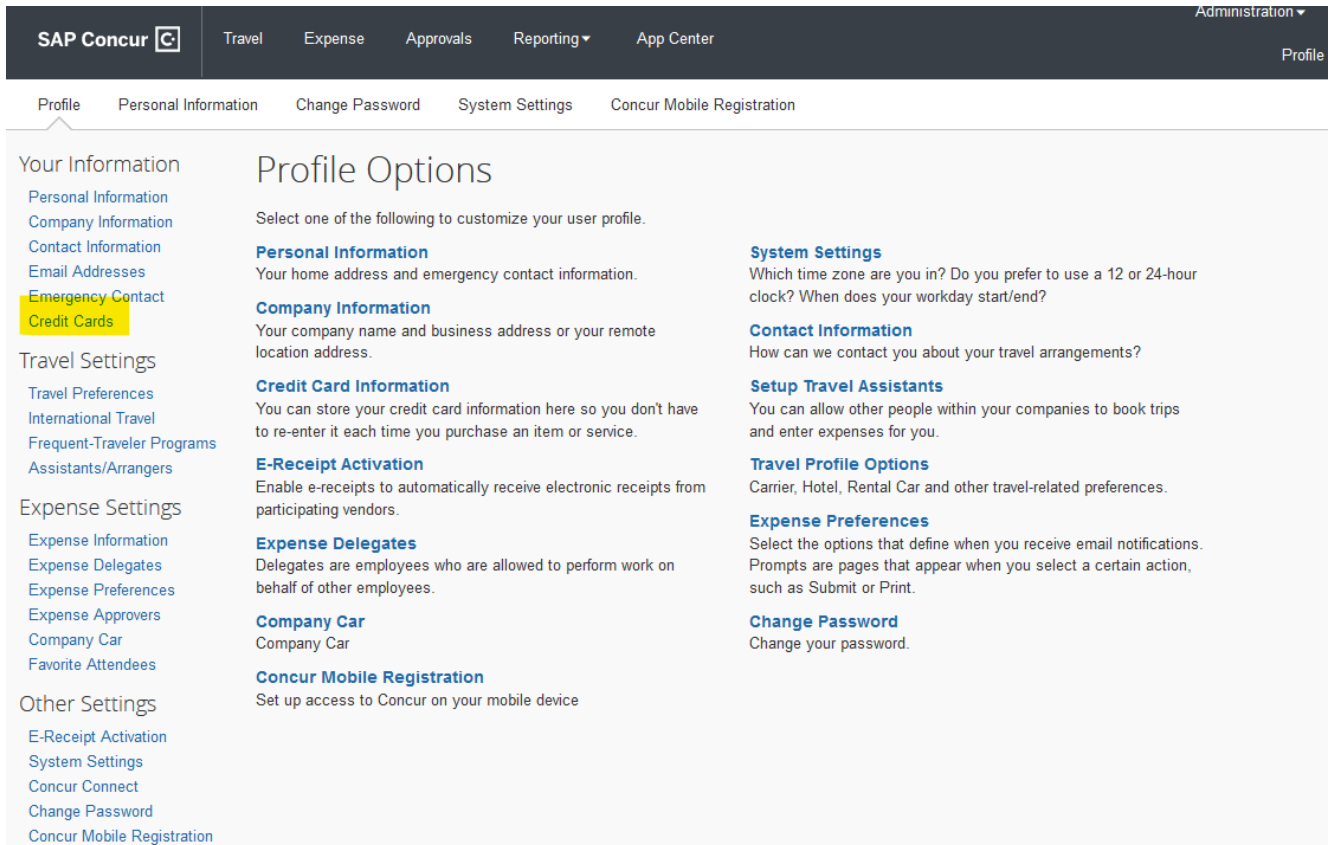 Administration
SAP Concur C Travel Expense Approvals Reporting App Center
Profile
Profile Personal Information Change Password System Settings Concur Mobile Registration
Your Information
Personal Information
Company Information
Contact Information
Email Addresses
Emergency Contact
Credit Cards
Travel Settings
Travel Preferences
International Travel
Frequent-Traveler Programs
Assistants/Arrangers
Expense Settings
Expense Information
Expense Delegates
Expense Preferences
Expense Approvers
Company Car
Favorite Attendees
Other Settings
E-Receipt Activation
System Settings
Concur Connect
Change Password
Concur Mobile Registration
Profile Options
Select one of the following to customize your user profile.
Personal Information
Your home address and emergency contact information.
Company Information
Your company name and business address or your remote
location address.
Credit Card Information
You can store your credit card information here so you don't have
to re-enter it each time you purchase an item or service.
E-Receipt Activation
Enable e-receipts to automatically receive electronic receipts from
participating vendors.
Expense Delegates
Delegates are employees who are allowed to perform work on
behalf of other employees.
Company Car
Company Car
Concur Mobile Registration
Set up access to Concur on your mobile device
System Settings
Which time zone are you in? Do you prefer to use a 12 or 24-hour
clock? When does your workday start/end?
Contact Information
How can we contact you about your travel arrangements?
Setup Travel Assistants
You can allow other people within your companies to book trips
and enter expenses for you.
Travel Profile Options
Carrier, Hotel, Rental Car and other travel-related preferences.
Expense Preferences
Select the options that define when you receive email notifications.
Prompts are pages that appear when you select a certain action,
such as Submit or Print.
Change Password
Change your password.